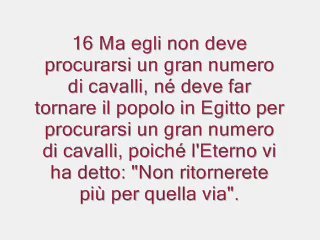 16 Ma egli non deve
procurarsi un gran numero
di cavalli, né deve far
tornare il popolo in Egitto per
procurarsi un gran numero
di cavalli, poiché l'Eterno vi
ha detto: "Non ritornerete
più per quella via".